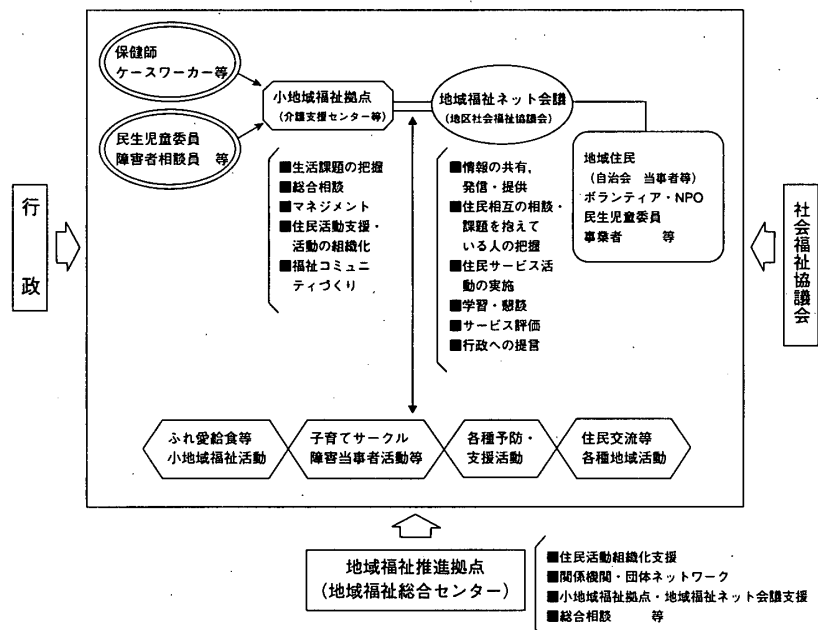 保健師
ケースワーカー等
民生児童委員
障害者相談員　等
小地域福祉拠点
（介護支援センター等）
地域福祉ネット会議
（地区社会福祉協議会）
地域住民
（自治会　当事者等）
ボランティア・NPO
民生児童委員
事業者　　等
■生活課題の把握
■総合相談
■マネジメント
■住民活動支援・
活動の組織化
■福祉コミュニ
ティづくり
■情報の共有，
発信・提供
■住民相互の相談・
課題を抱えて
いる人の把握
■住民サービス活
動の実施
■学習・懇談
■サービス評価
■行政への提言
行政
社会福祉協議会
ふれ愛給食等
小地域福祉活動
子育てサークル
障害当事者活動等
各種予防・
支援活動
住民交流等
各種地域活動
地域福祉推進拠点
（地域福祉総合センター）
■住民活動組織化支援
■関係機関・団体ネットワーク
■小地域福祉拠点・地域福祉ネット会議支援
■総合相談　　等